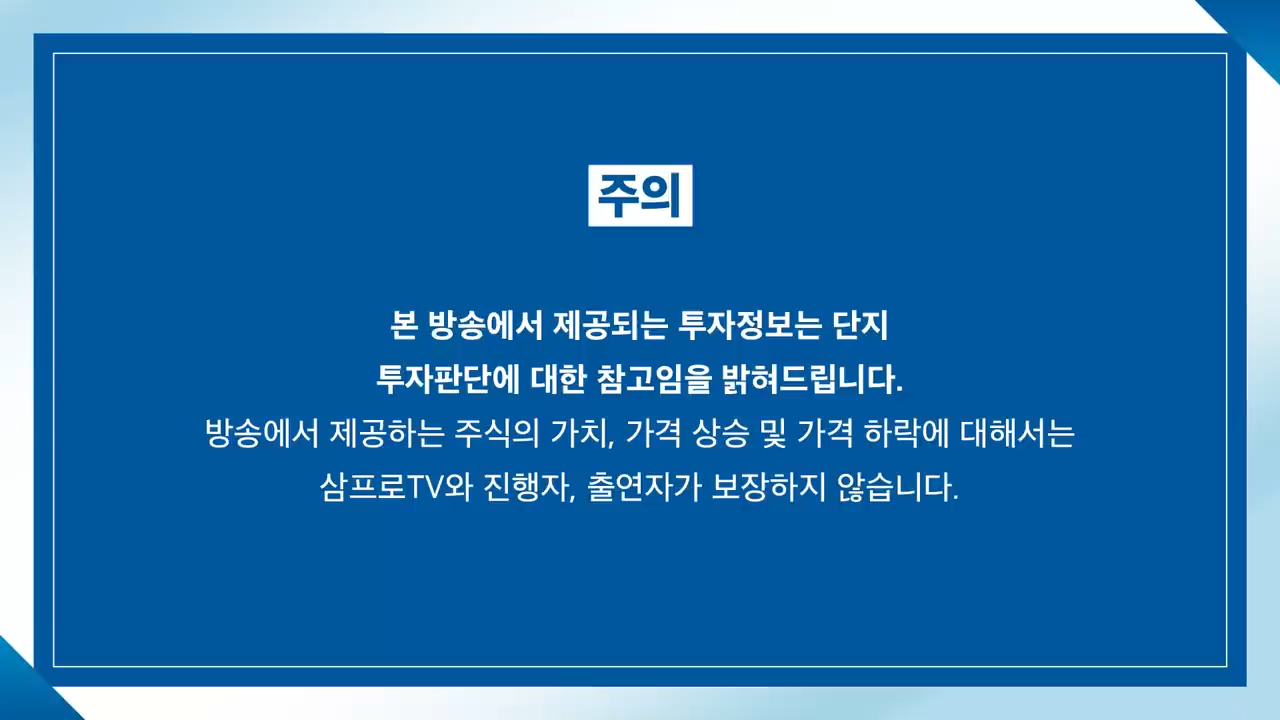 주의
본 방송에서 제공되는 투자정보는 단지
투자판단에 대한 참고임을 밝혀드립니다.
방송에서 제공하는 주식의 가치, 가격 상승 및 가격 하락에 대해서는
삼프로TV와 진행자, 출연자가 보장하지 않습니다.